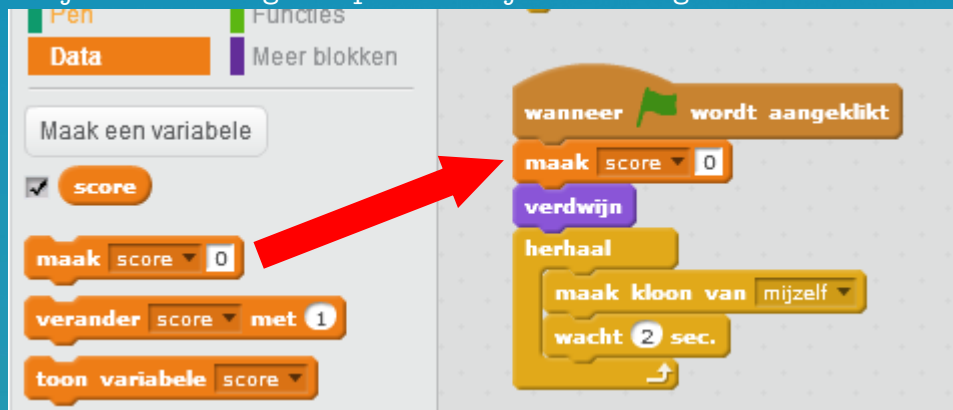 Pen
Functies
Data
Meer blokken
Maak een variabele
score
maak score 0
verander score met 1
toon variabele score
wanneer wordt aangeklikt
maak score 0
verdwijn
herhaal
maak kloon van mijzelf
wacht 2 sec.